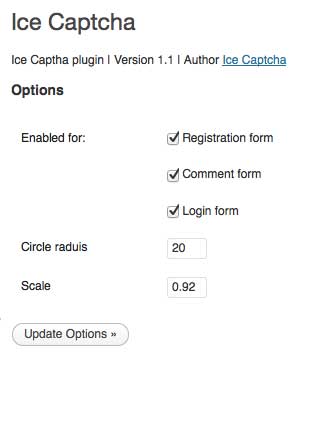 Ice Captcha
Ice Captha plugin | Version 1.1 | Author Ice Captcha
Options
Enabled for: Registration form
Comment form
Login form
Circle raduis 20
Scale 0.92
Update Options »